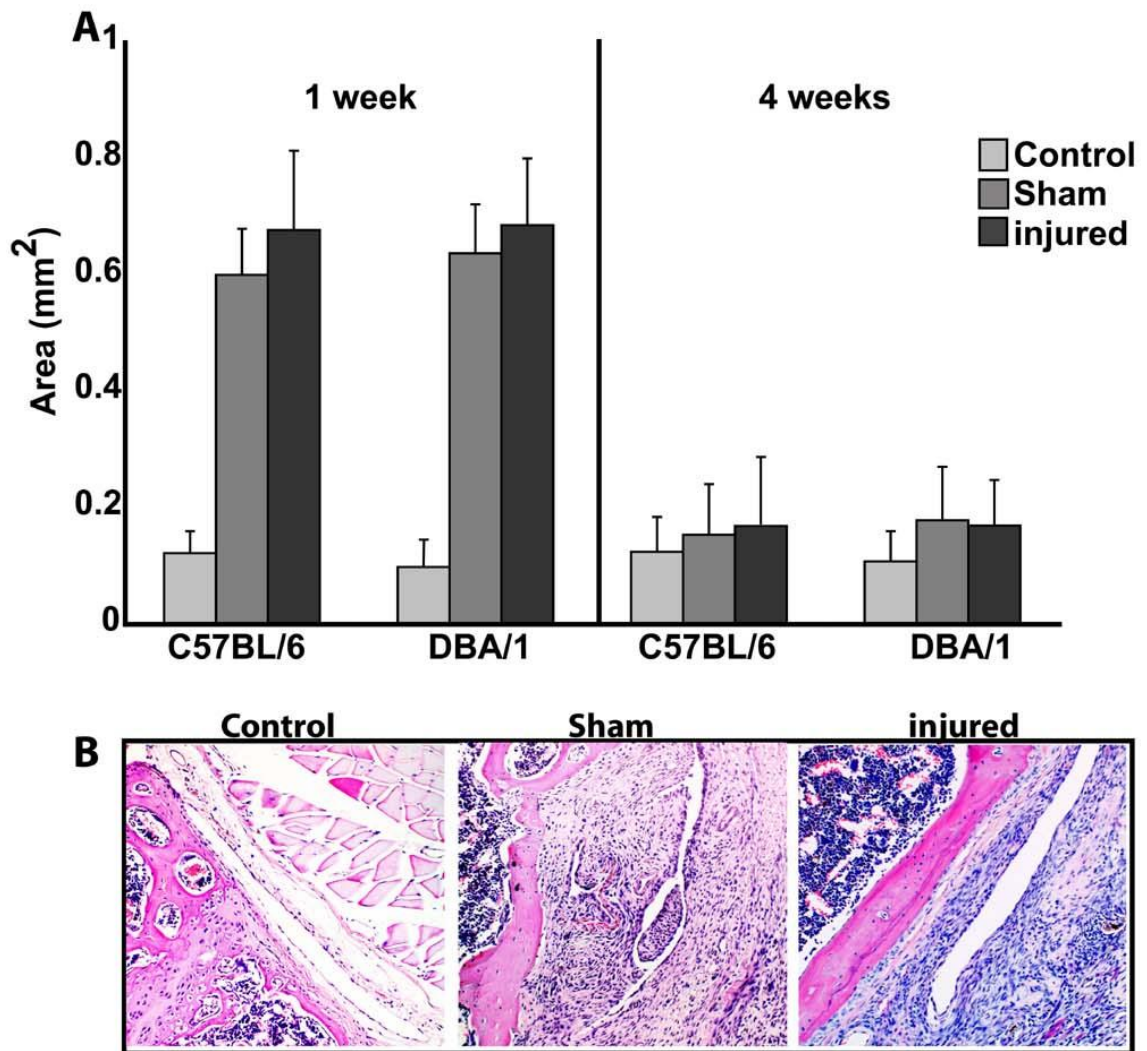 A
1
1 week
4 weeks
0.8
0.6
0.4
0.2
0
Area (mm²)
Control
Sham
injured
C57BL/6
DBA/1
C57BL/6
DBA/1
B
Control
Sham
injured